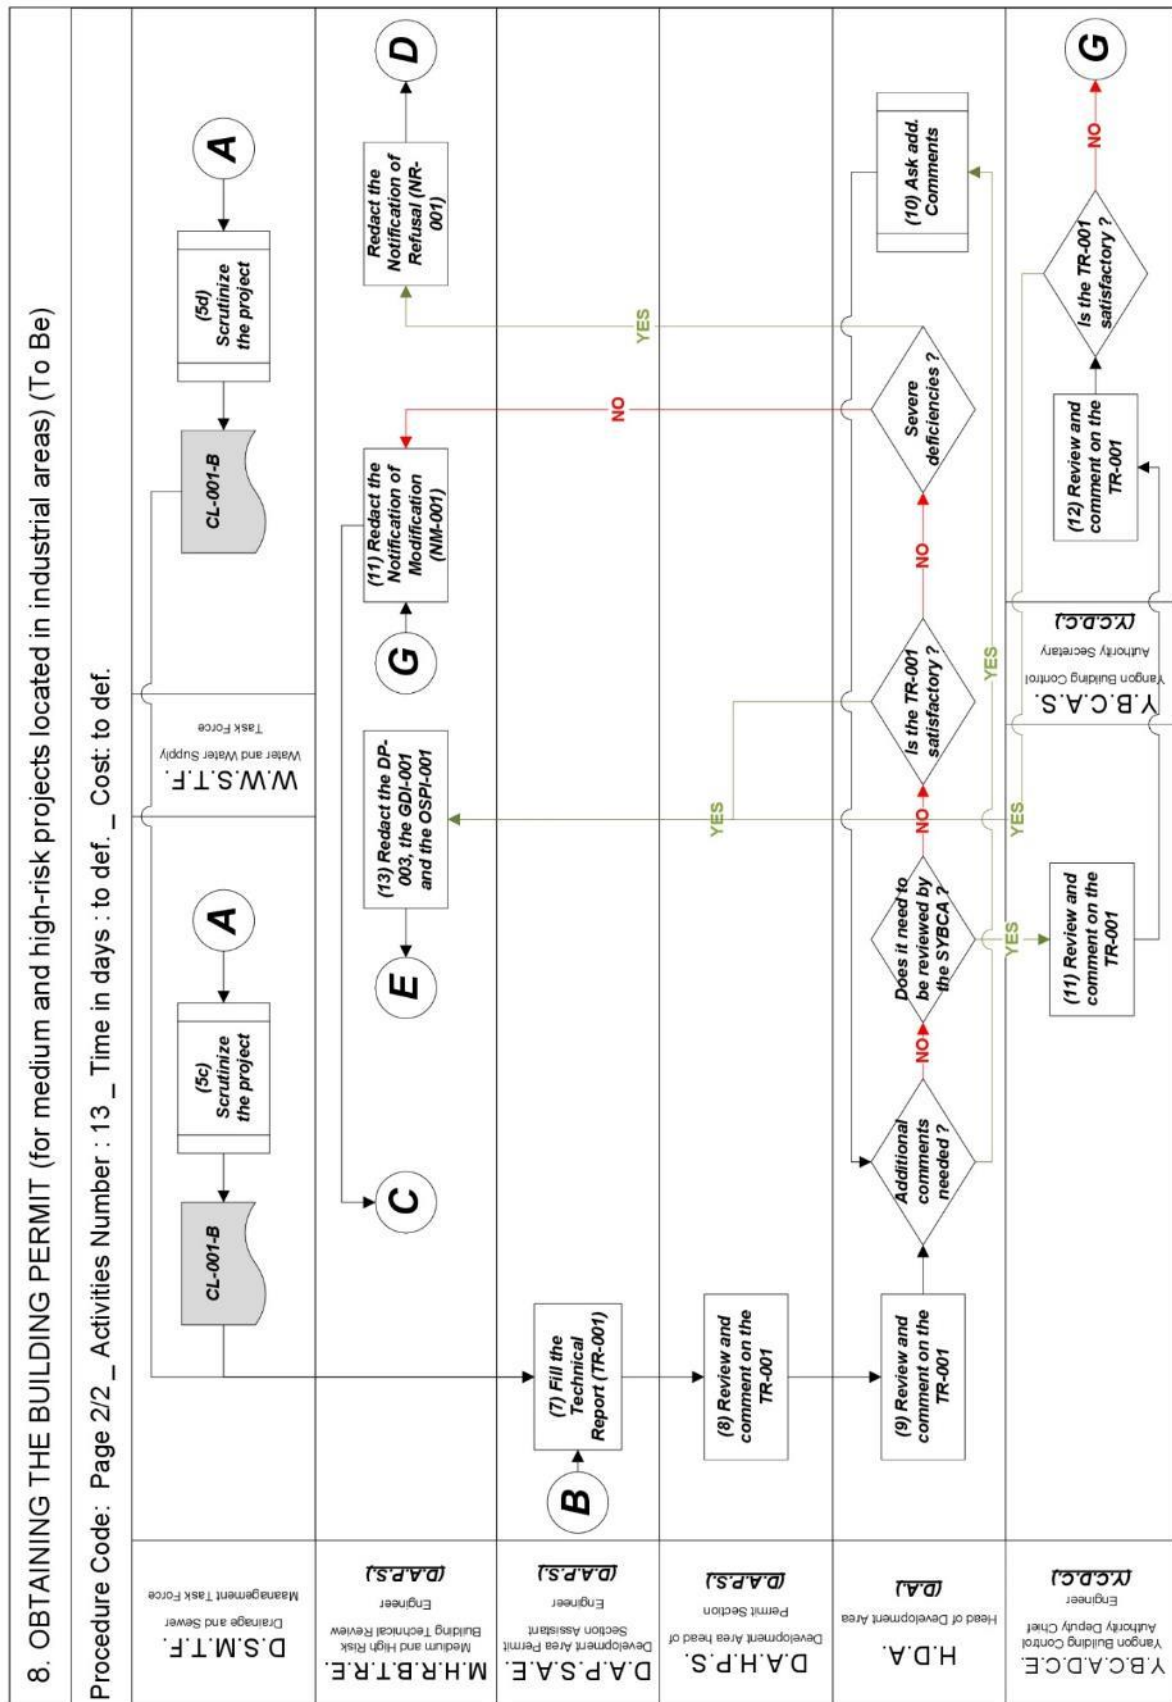 8. OBTAINING THE BUILDING PERMIT (for medium and high-risk projects located in industrial areas) (To Be)
Procedure Code: Page 2/2 _ Activities Number : 13 _ Time in days : to def. _ Cost: to def.
D.S.M.T.F.
Drainage and Sewer
Maanagement Task Force
CL-001-B
(5c)
Scrutinize
the project
A
W.W.S.T.F.
Water and Water Supply
Task Force
CL-001-B
(5d)
Scrutinize
the project
A
M.H.R.B.T.R.E.
Medium and High Risk
Building Technical Review
Engineer
(D.A.P.S.)
C
E
(13) Redact the DP-
003, the GDI-001
and the OSPI-001
G
(11) Redact the
Notification of
Modification
(NM-001)
Redact the
Notification of
Refusal (NR-
001)
D
D.A.P.S.A.E.
Development Area Permit
Section Assistant
Engineer
(D.A.P.S.)
B
(7) Fill the
Technical
Report (TR-001)
NO
YES
D.A.H.P.S.
Development Area head of
Permit Section
(D.A.P.S.)
(8) Review and
comment on the
TR-001
YES
H.D.A.
Head of Development Area
(D.A.)
(9) Review and
comment on the
TR-001
Additional
comments
needed ?
NO
Does it need to
be reviewed by
the SYBCA ?
NO
Is the TR-001
satisfactory ?
NO
Severe
deficiencies ?
(10) Ask add.
Comments
YES
YES
YES
Y.B.C.A.D.C.E.
Yangon Building Control
Authority Deputy Chief
Engineer
(Y.C.D.C.)
(11) Review and
comment on the
TR-001
Y.B.C.A.S.
Yangon Building Control
Authority Secretary
(Y.C.D.C.)
(12) Review and
comment on the
TR-001
Is the TR-001
satisfactory ?
NO
G